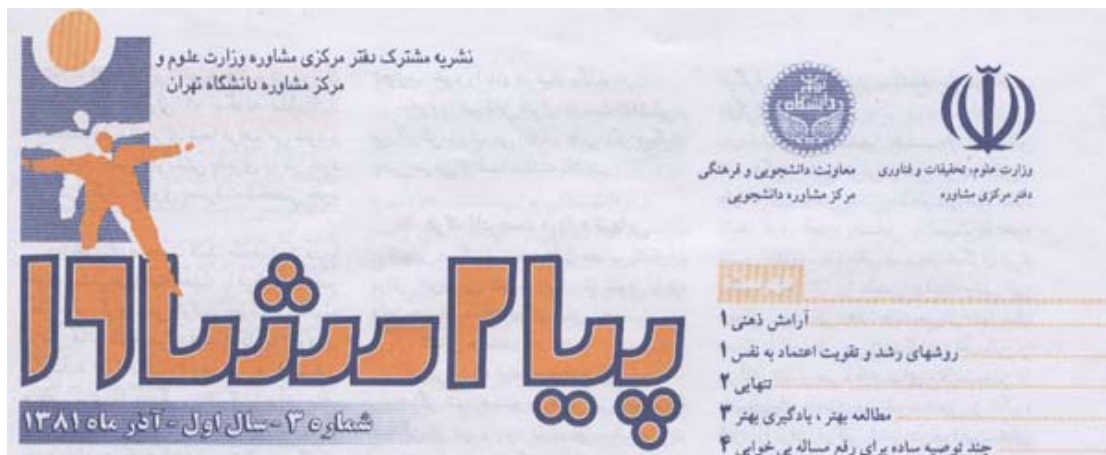 نشریه مشترک دفتر مرکزی مشاوره وزارت علوم و
مرکز مشاوره دانشگاه تهران
وزارت علوم، تحقیقات و فناوری
دفتر مرکزی مشاوره
معاونت دانشجویی و فرهنگی
مرکز مشاوره دانشجویی
پیام مشاور
شماره ۳ - سال اول - آذر ماه ۱۳۸۱
آرامش ذهنی ۱
روشهای رشد و تقویت اعتماد به نفس ۱
تنهایی ۲
مطالعه بهتر ، یادگیری بهتر ۳
چند توصیه ساده برای رفع مساله بی خوابی ۴